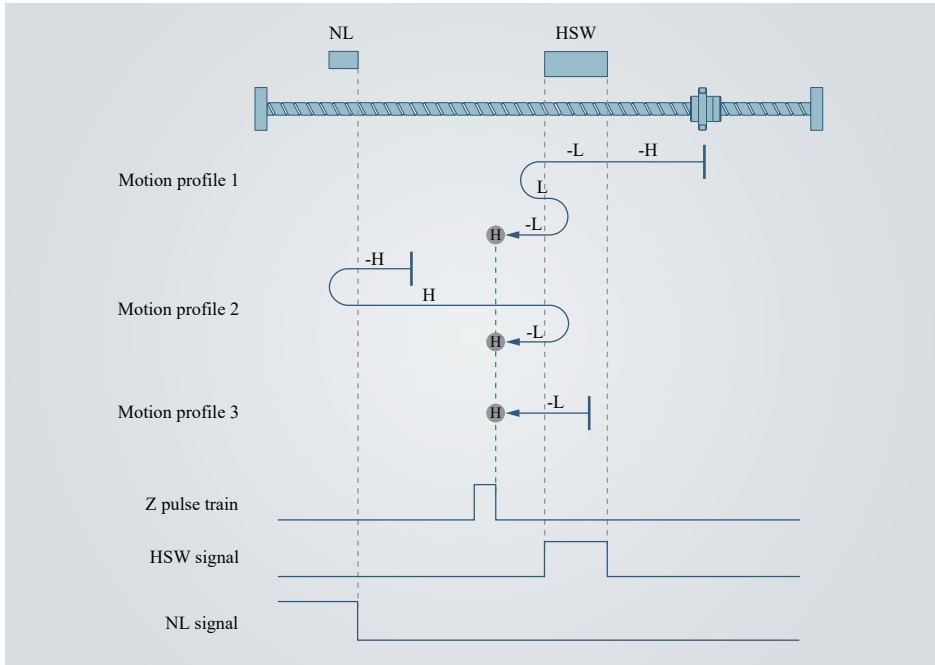 NL
HSW
-L
-H
Motion profile 1
L
-L
H
-H
Motion profile 2
H
-L
H
Motion profile 3
-L
H
Z pulse train
HSW signal
NL signal